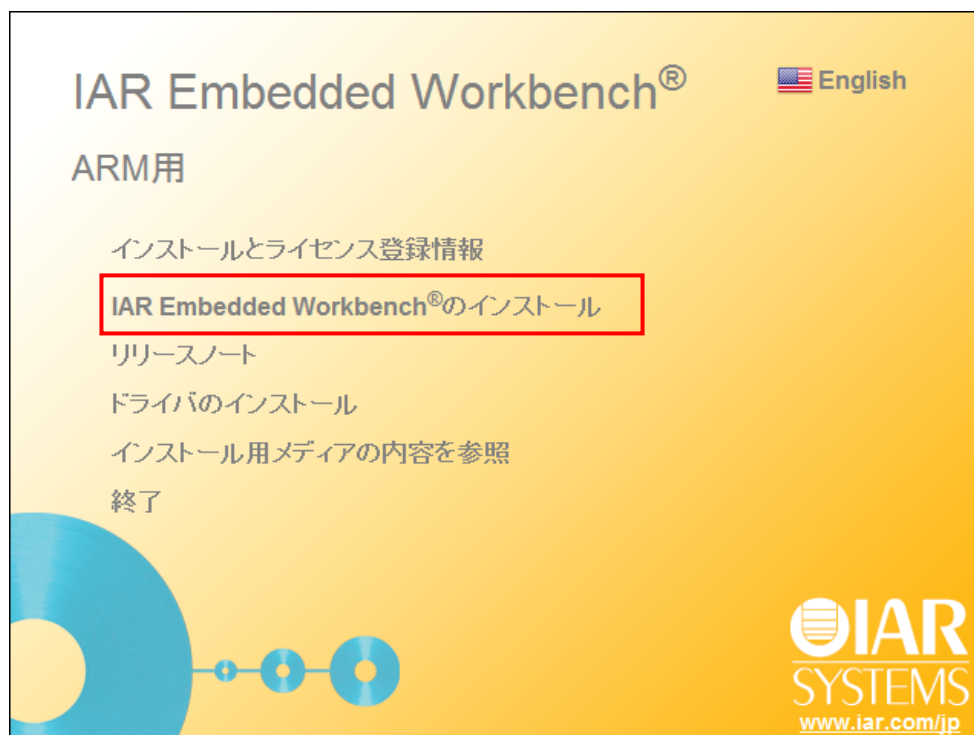 IAR Embedded Workbench®
English
ARM用
インストールとライセンス登録情報
IAR Embedded Workbench®のインストール
リリースノート
ドライバのインストール
インストール用メディアの内容を参照
終了
IAR
SYSTEMS
www.iar.com/jp